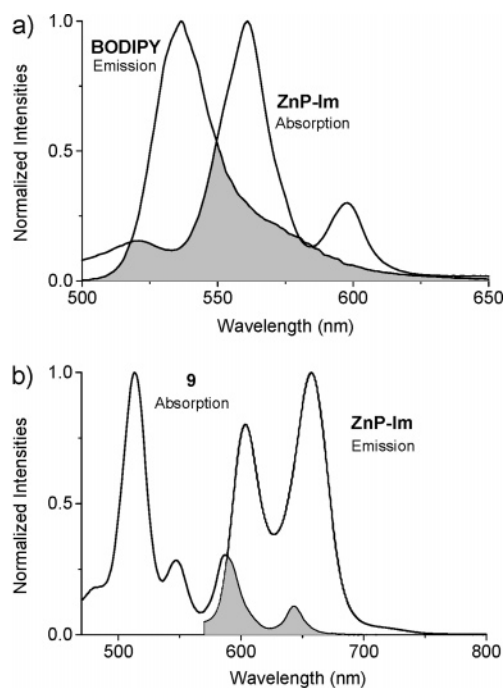 a)
BODIPY
Emission
ZnP-Im
Absorption
Normalized Intensities
1.0
0.5
0.0
500 550 600 650
Wavelength (nm)
b)
9
Absorption
ZnP-Im
Emission
Normalized Intensities
1.0
0.5
0.0
500 600 700 800
Wavelength (nm)